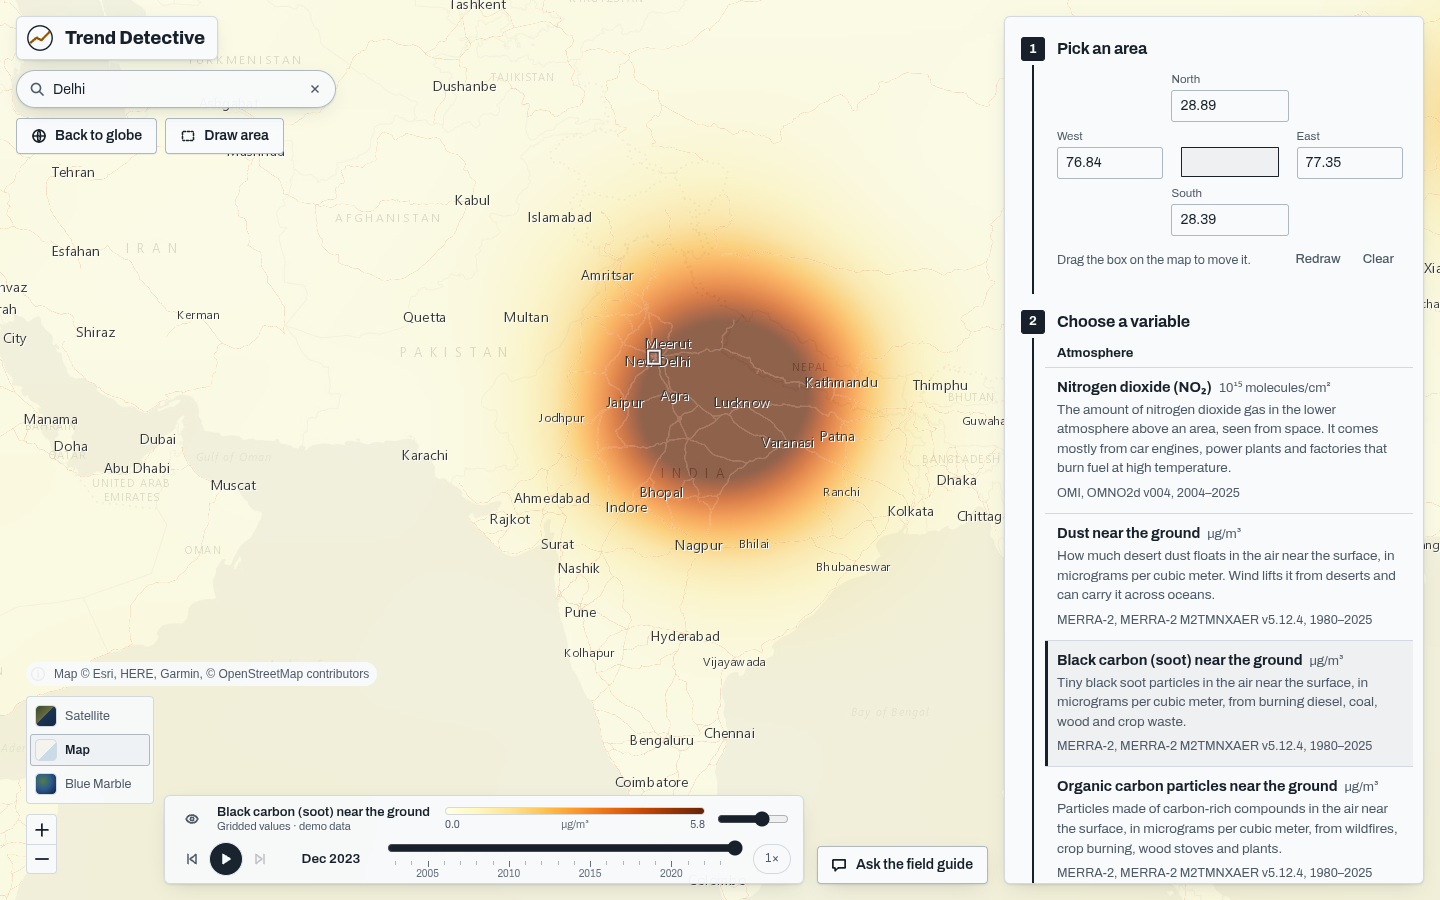 Trend Detective
Delhi
Back to globe
Draw area
Tashkent
TURKMENISTAN
TAJIKISTAN
Dushanbe
Mashhad
Tehran
Kabul
Islamabad
AFGHANISTAN
Esfahan
IRAN
Amritsar
Kerman
Quetta
Multan
Shiraz
City
PAKISTAN
Meerut
New Delhi
NEPAL
Kathmandu
Thimphu
BHUTAN
Jaipur
Agra
Lucknow
Jodhpur
Manama
BAHRAIN
Dubai
Doha
QATAR
Gulf of Oman
Karachi
Varanasi
Patna
BANGLADESH
Abu Dhabi
UNITED ARAB
EMIRATES
Muscat
INDIA
Dhaka
Ahmedabad
Bhopal
Indore
Ranchi
Rajkot
Kolkata
Chittag
OMAN
Surat
Nagpur
Bhilai
Nashik
Bhubaneswar
Pune
Hyderabad
Kolhapur
Vijayawada
Bay of Bengal
Bengaluru
Chennai
Coimbatore
Map © Esri, HERE, Garmin, © OpenStreetMap contributors
Satellite
Map
Blue Marble
Black carbon (soot) near the ground
Gridded values · demo data
0.0
µg/m³
5.8
Dec 2023
2005
2010
2015
2020
1×
Ask the field guide
1
Pick an area
North
28.89
West
76.84
East
77.35
South
28.39
Drag the box on the map to move it.
Redraw
Clear
2
Choose a variable
Atmosphere
Nitrogen dioxide (NO₂) 10¹⁵ molecules/cm²
The amount of nitrogen dioxide gas in the lower
atmosphere above an area, seen from space. It comes
mostly from car engines, power plants and factories that
burn fuel at high temperature.
OMI, OMNO2d v004, 2004–2025
Dust near the ground µg/m³
How much desert dust floats in the air near the surface, in
micrograms per cubic meter. Wind lifts it from deserts and
can carry it across oceans.
MERRA-2, MERRA-2 M2TMNXAER v5.12.4, 1980–2025
Black carbon (soot) near the ground µg/m³
Tiny black soot particles in the air near the surface, in
micrograms per cubic meter, from burning diesel, coal,
wood and crop waste.
MERRA-2, MERRA-2 M2TMNXAER v5.12.4, 1980–2025
Organic carbon particles near the ground µg/m³
Particles made of carbon-rich compounds in the air near
the surface, in micrograms per cubic meter, from wildfires,
crop burning, wood stoves and plants.
MERRA-2, MERRA-2 M2TMNXAER v5.12.4, 1980–2025